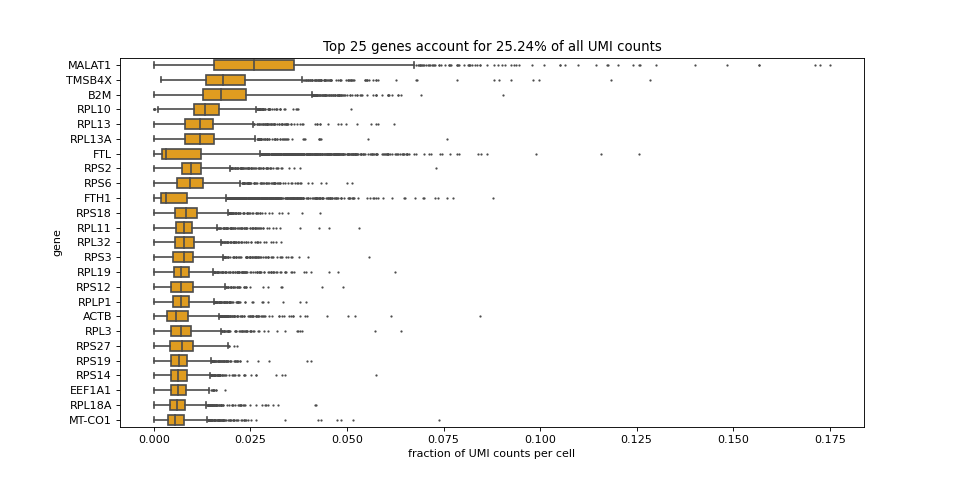 Top 25 genes account for 25.24% of all UMI counts
MALAT1
TMSB4X
B2M
RPL10
RPL13
RPL13A
FTL
RPS2
RPS6
FTH1
RPS18
RPL11
RPL32
RPS3
RPL19
RPS12
RPLP1
ACTB
RPL3
RPS27
RPS19
RPS14
EEF1A1
RPL18A
MT-CO1
gene
0.000 0.025 0.050 0.075 0.100 0.125 0.150 0.175
fraction of UMI counts per cell